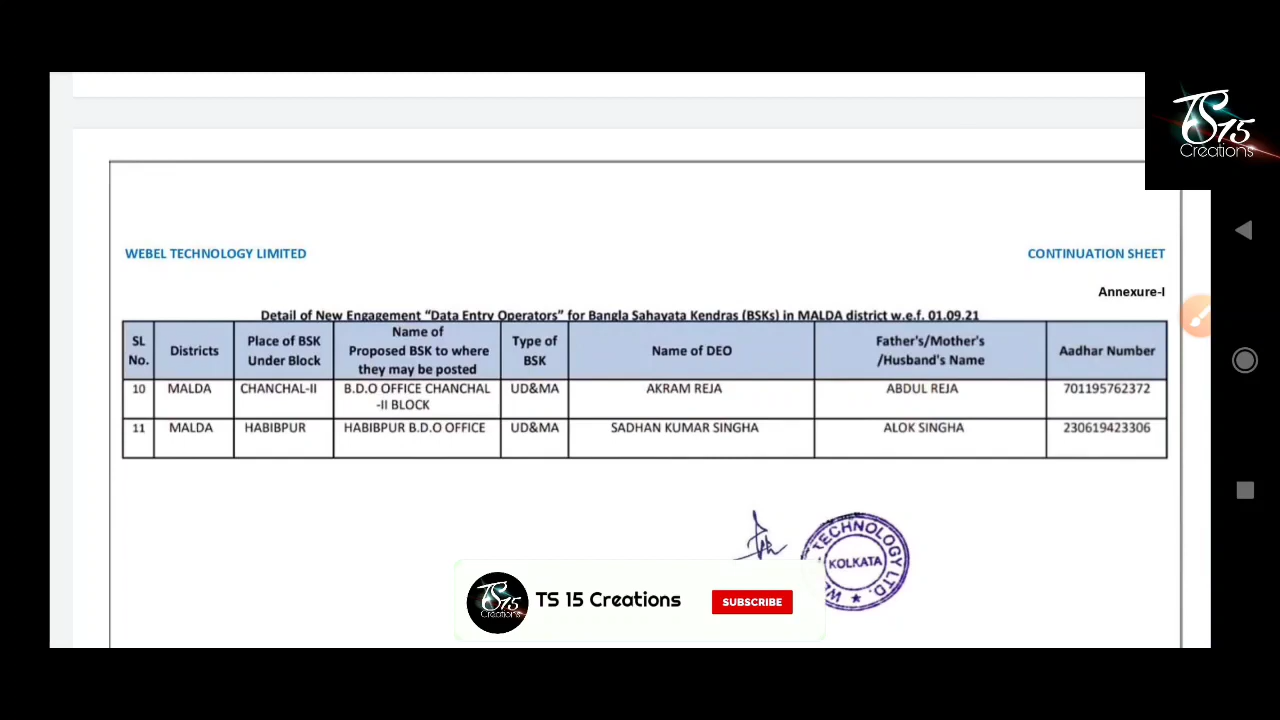 TS15
Creations
WEBEL TECHNOLOGY LIMITED
CONTINUATION SHEET
Annexure-I
Detail of New Engagement “Data Entry Operators” for Bangla Sahayata Kendras (BSKs) in MALDA district w.e.f. 01.09.21
SL No. Districts Place of BSK Under Block Name of Proposed BSK to where they may be posted Type of BSK Name of DEO Father's/Mother's /Husband's Name Aadhar Number
10 MALDA CHANCHAL-II B.D.O OFFICE CHANCHAL -II BLOCK UD&MA AKRAM REJA ABDUL REJA 701195762372
11 MALDA HABIBPUR HABIBPUR B.D.O OFFICE UD&MA SADHAN KUMAR SINGHA ALOK SINGHA 230619423306
TECHNOLOGY LTD.
KOLKATA
TS15
Creations
TS 15 Creations
SUBSCRIBE